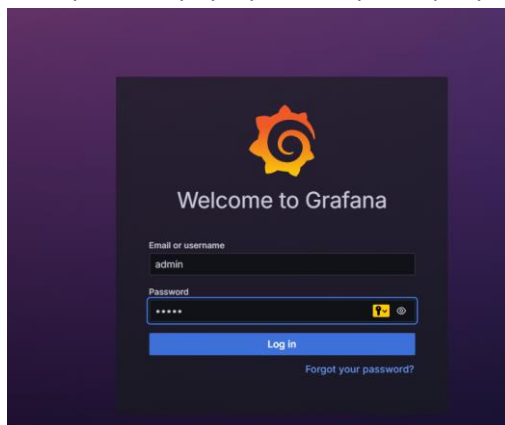 Welcome to Grafana
Email or username
admin
Password
•••••
Log in
Forgot your password?